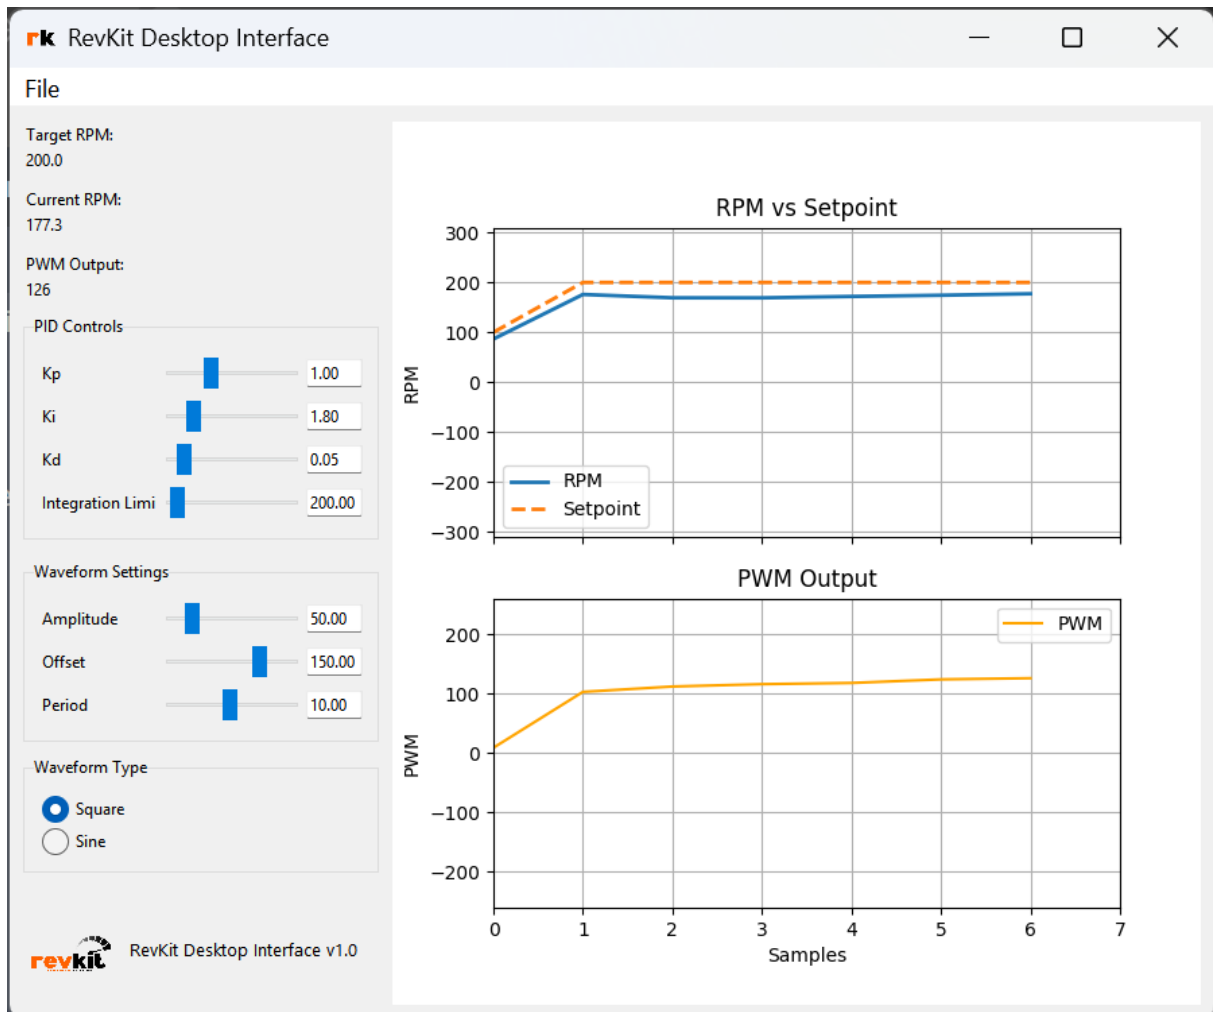 rk RevKit Desktop Interface
File
Target RPM:
200.0
Current RPM:
177.3
PWM Output:
126
PID Controls
Kp 1.00
Ki 1.80
Kd 0.05
Integration Limi 200.00
Waveform Settings
Amplitude 50.00
Offset 150.00
Period 10.00
Waveform Type
Square
Sine
revkit RevKit Desktop Interface v1.0
RPM vs Setpoint
300
200
100
0
−100
−200
−300
RPM
RPM
Setpoint
PWM Output
200
100
0
−100
−200
PWM
PWM
0 1 2 3 4 5 6 7
Samples